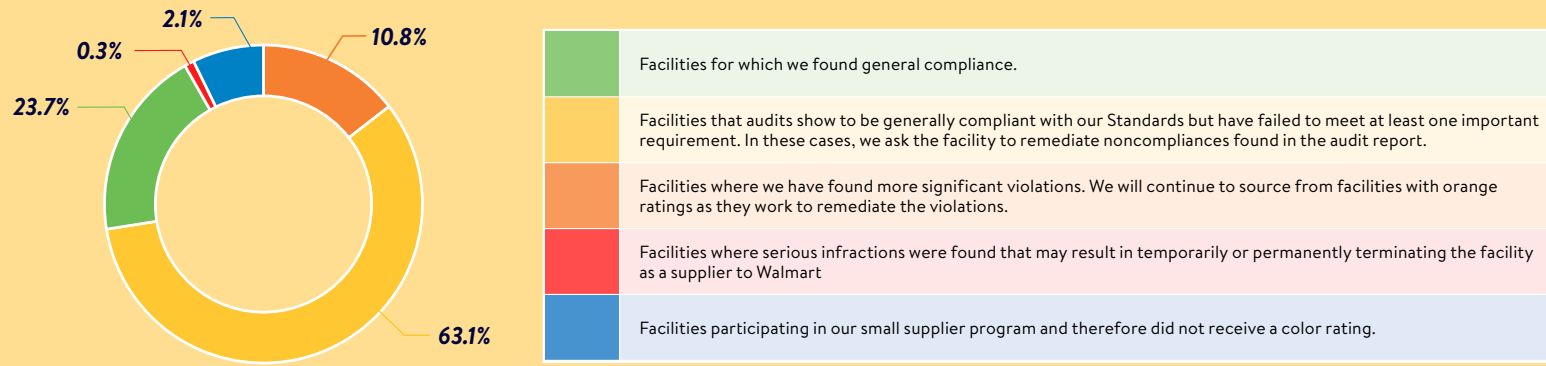 2.1%
0.3%
10.8%
23.7%
63.1%
Facilities for which we found general compliance.
Facilities that audits show to be generally compliant with our Standards but have failed to meet at least one important
requirement. In these cases, we ask the facility to remediate noncompliances found in the audit report.
Facilities where we have found more significant violations. We will continue to source from facilities with orange
ratings as they work to remediate the violations.
Facilities where serious infractions were found that may result in temporarily or permanently terminating the facility
as a supplier to Walmart
Facilities participating in our small supplier program and therefore did not receive a color rating.